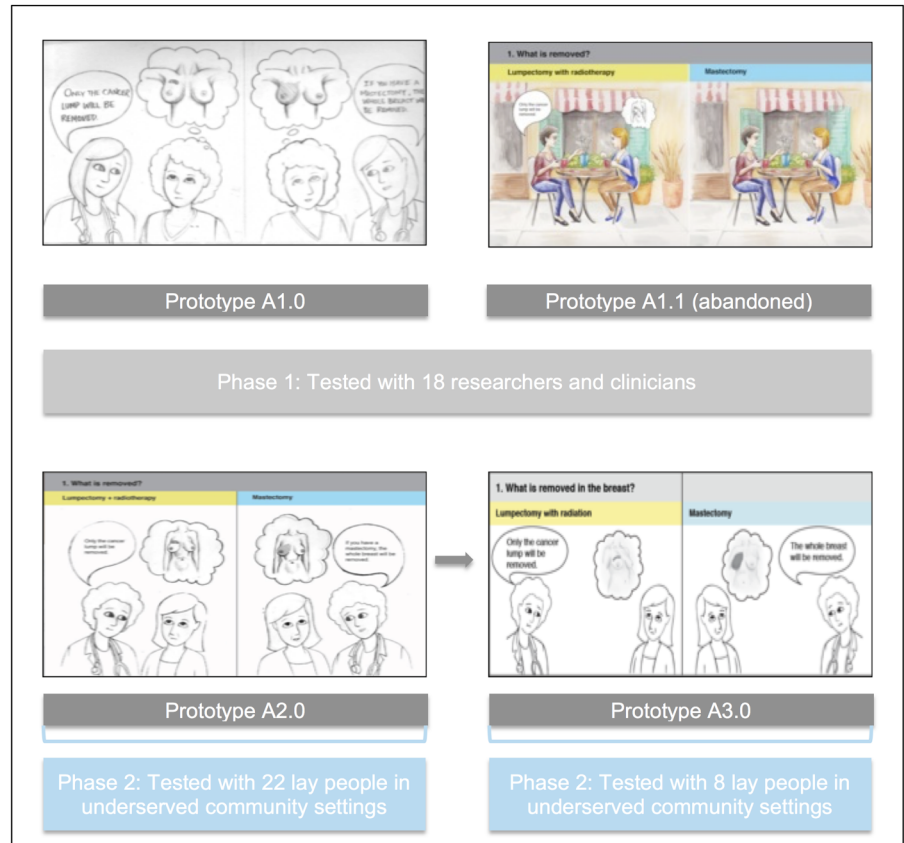 ONLY THE CANCER
LUMP WILL BE
REMOVED.
IF YOU HAVE A
MASTECTOMY, THE
WHOLE BREAST WILL
BE REMOVED.
1. What is removed?
Lumpectomy with radiotherapy
Mastectomy
Only the cancer
lump will be
removed.
Prototype A1.0
Prototype A1.1 (abandoned)
Phase 1: Tested with 18 researchers and clinicians
1. What is removed?
Lumpectomy + radiotherapy
Mastectomy
Only the cancer
lump will be
removed.
If you have a
mastectomy, the
whole breast will be
removed.
1. What is removed in the breast?
Lumpectomy with radiation
Mastectomy
Only the cancer
lump will be
removed.
The whole breast
will be removed.
Prototype A2.0
Prototype A3.0
Phase 2: Tested with 22 lay people in
underserved community settings
Phase 2: Tested with 8 lay people in
underserved community settings